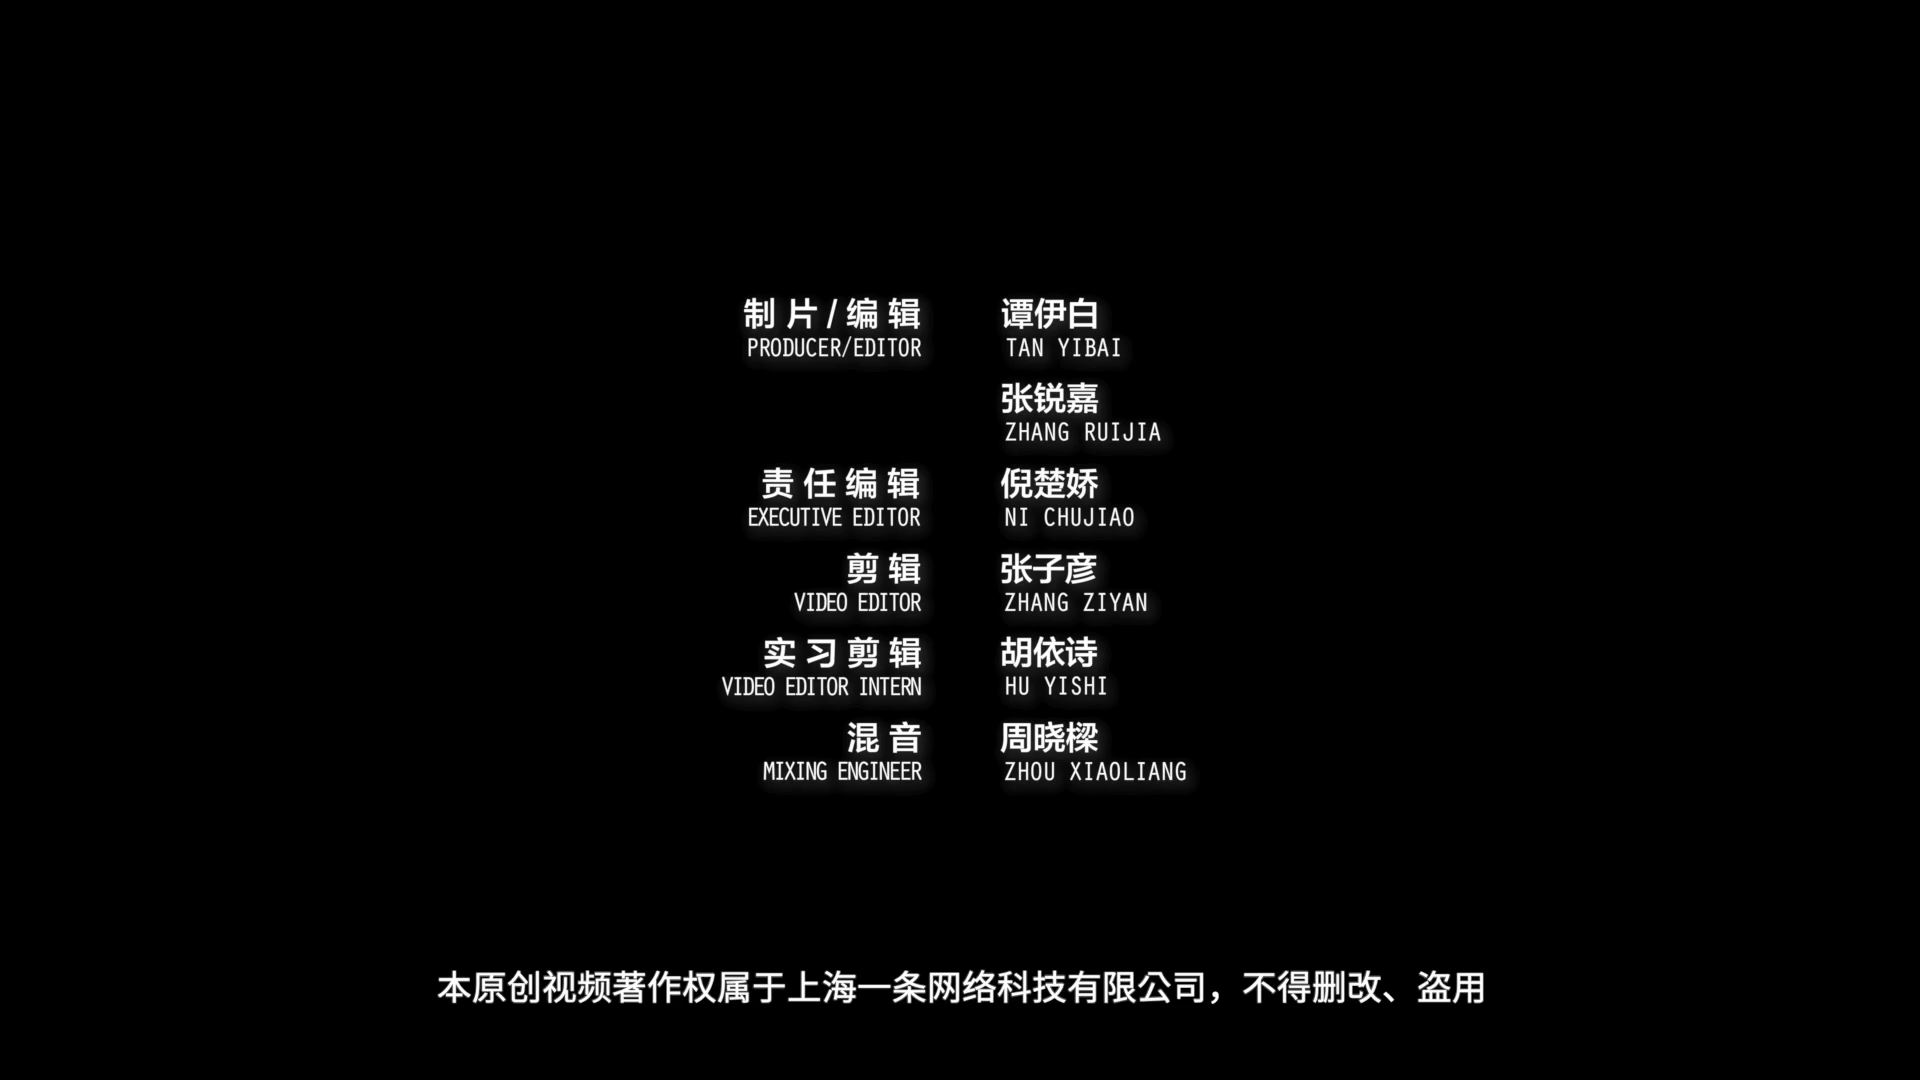 制片/编辑 谭伊白
PRODUCER/EDITOR TAN YIBAI
张锐嘉
ZHANG RUIJIA
责任编辑 倪楚娇
EXECUTIVE EDITOR NI CHUJIAO
剪辑 张子彦
VIDEO EDITOR ZHANG ZIYAN
实习剪辑 胡依诗
VIDEO EDITOR INTERN HU YISHI
混音 周晓樑
MIXING ENGINEER ZHOU XIAOLIANG
本原创视频著作权属于上海一条网络科技有限公司，不得删改、盗用